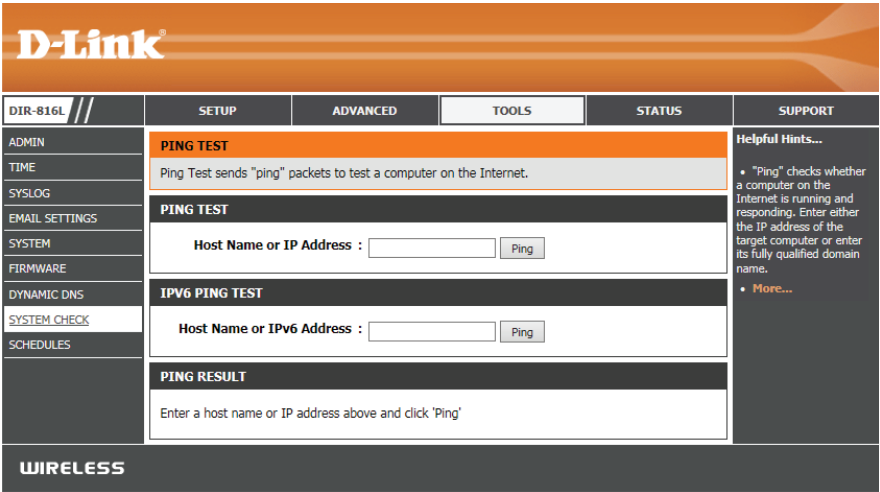 D-Link®
DIR-816L
SETUP
ADVANCED
TOOLS
STATUS
SUPPORT
ADMIN
TIME
SYSLOG
EMAIL SETTINGS
SYSTEM
FIRMWARE
DYNAMIC DNS
SYSTEM CHECK
SCHEDULES
PING TEST
Ping Test sends "ping" packets to test a computer on the Internet.
PING TEST
Host Name or IP Address :
Ping
IPV6 PING TEST
Host Name or IPv6 Address :
Ping
PING RESULT
Enter a host name or IP address above and click 'Ping'
Helpful Hints...
• "Ping" checks whether
a computer on the
Internet is running and
responding. Enter either
the IP address of the
target computer or enter
its fully qualified domain
name.
• More...
WIRELESS